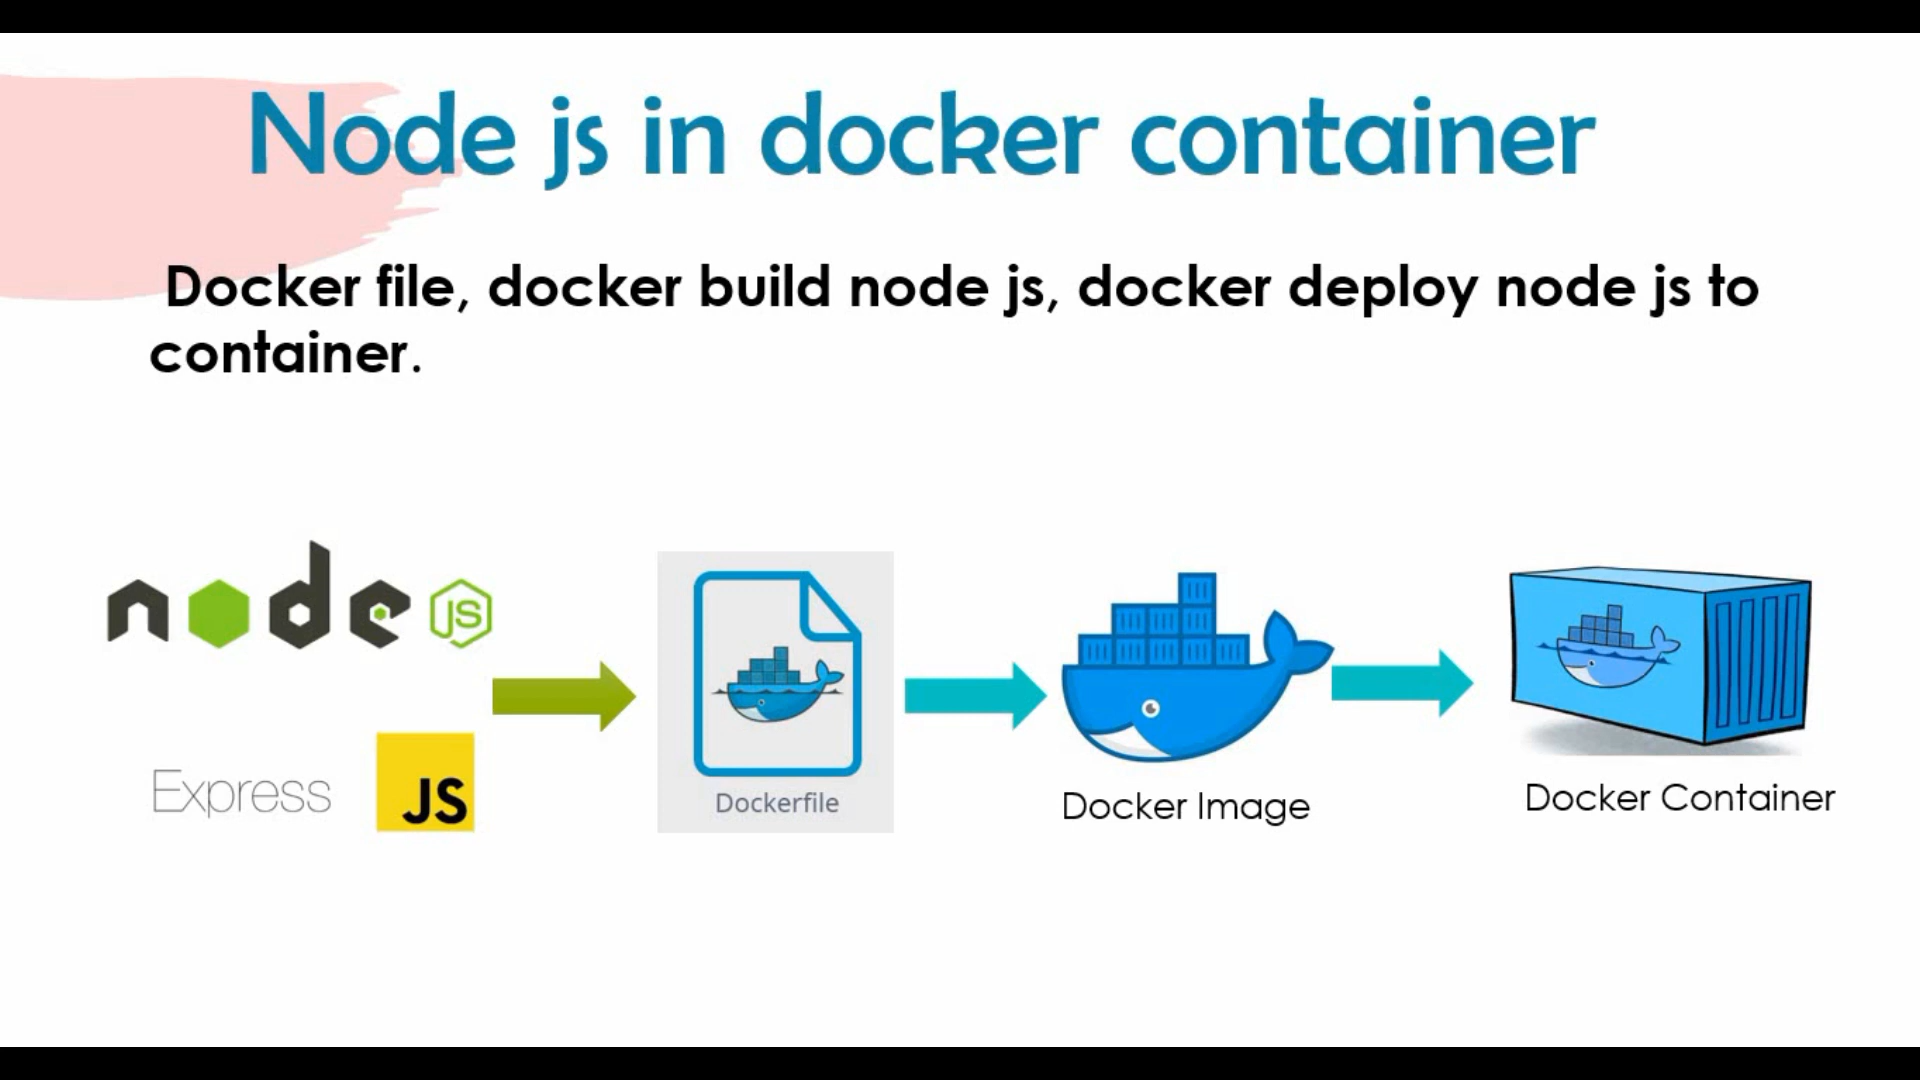 Node js in docker container
Docker file, docker build node js, docker deploy node js to
container.
node JS
Express
JS
Dockerfile
Docker Image
Docker Container